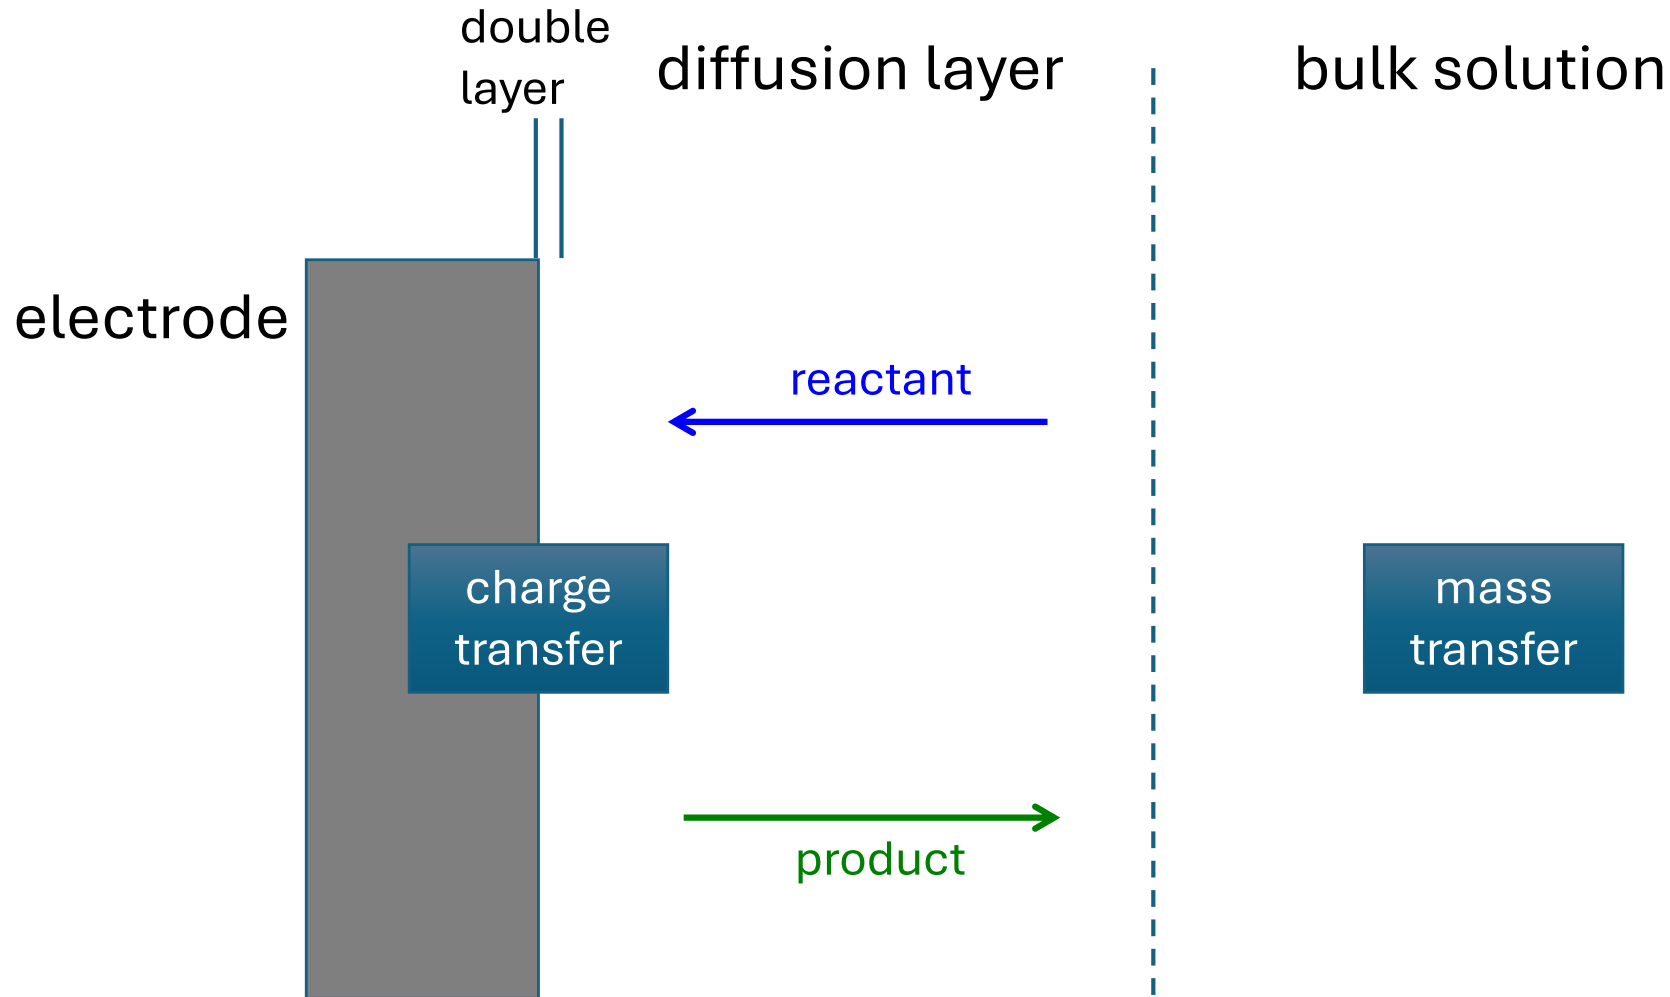 double
layer
diffusion layer
bulk solution
electrode
reactant
charge
transfer
mass
transfer
product